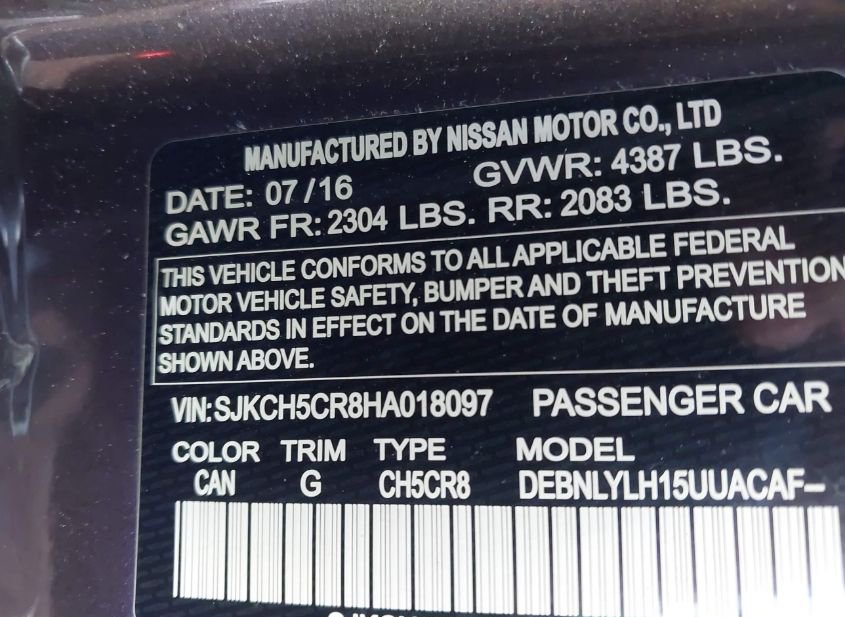 MANUFACTURED BY NISSAN MOTOR CO., LTD
DATE: 07/16 GVWR: 4387 LBS.
GAWR FR: 2304 LBS. RR: 2083 LBS.
THIS VEHICLE CONFORMS TO ALL APPLICABLE FEDERAL
MOTOR VEHICLE SAFETY, BUMPER AND THEFT PREVENTION
STANDARDS IN EFFECT ON THE DATE OF MANUFACTURE
SHOWN ABOVE.
VIN: SJKCH5CR8HA018097 PASSENGER CAR
COLOR TRIM TYPE MODEL
CAN G CH5CR8 DEBNLYLH15UUACAF–